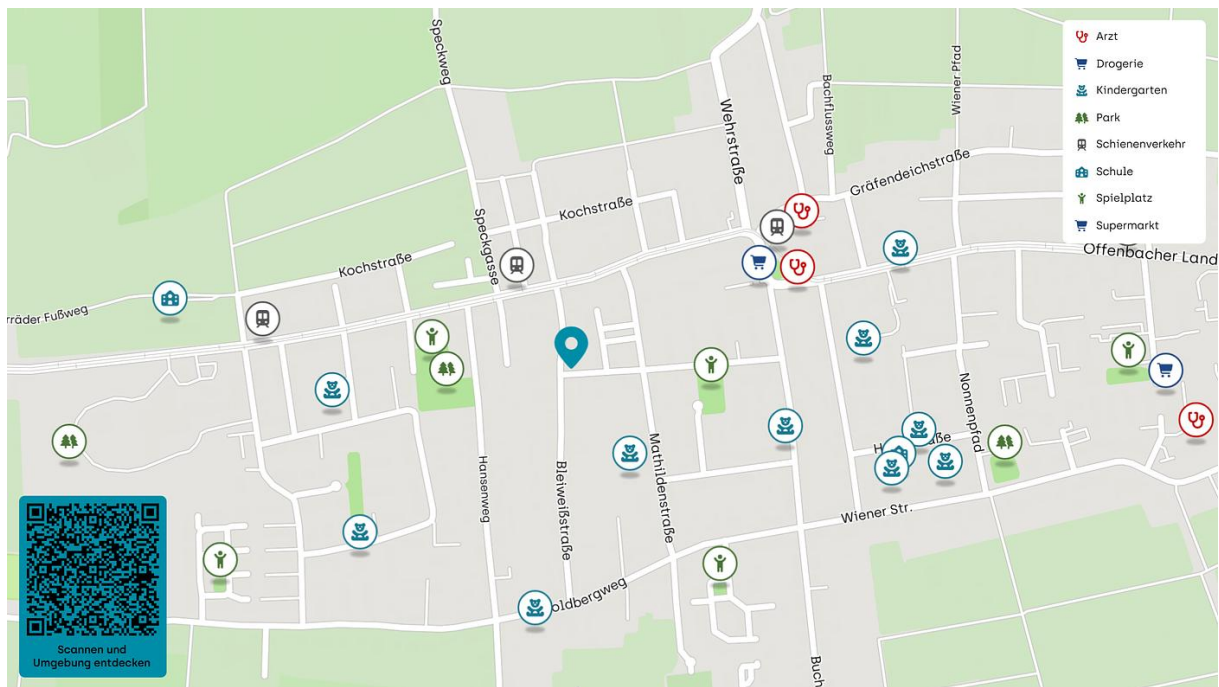 Speckweg
Wehrstraße
Bachflussweg
Wiener Pfad
Arzt
Drogerie
Kindergarten
Park
Schienenverkehr
Schule
Spielplatz
Supermarkt
Gräfendeichstraße
Kochstraße
Speckgasse
Kochstraße
Offenbacher Land
rräder Fußweg
Nonnenpfad
Hansenweg
Bleiweißstraße
Mathildenstraße
Wiener Str.
oldbergweg
Buch
Scannen und
Umgebung entdecken